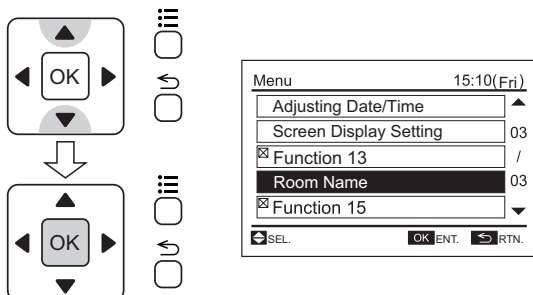 OK
OK
Menu 15:10(Fri)
Adjusting Date/Time
Screen Display Setting 03
Function 13 /
Room Name 03
Function 15
SEL. OK ENT. RTN.